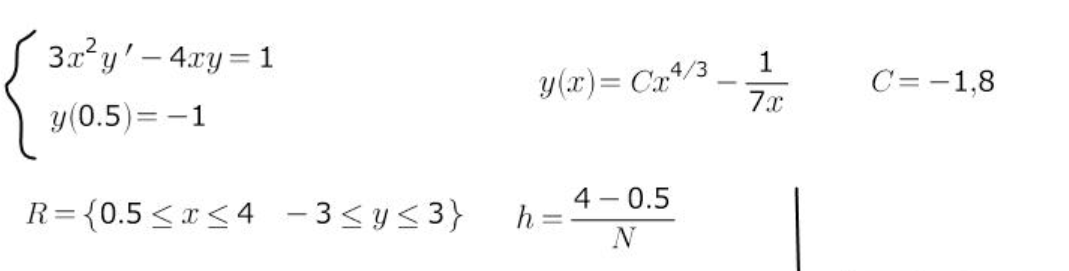 3x²y′ − 4xy = 1
y(x) = Cx^{4/3} − 1/(7x)
C = −1,8
y(0.5) = −1
R = {0.5 ≤ x ≤ 4 −3 ≤ y ≤ 3}
h = (4 − 0.5)/N